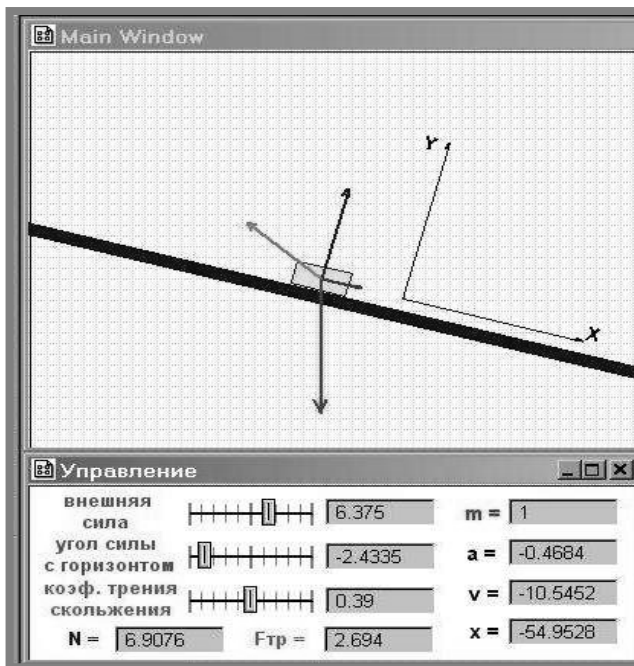 Main Window
Y
X
Управление
внешняя
сила
6.375
m = 1
угол силы
с горизонтом
-2.4335
a = -0.4684
коэф. трения
скольжения
0.39
v = -10.5452
N = 6.9076
Fтр = 2.694
x = -54.9528